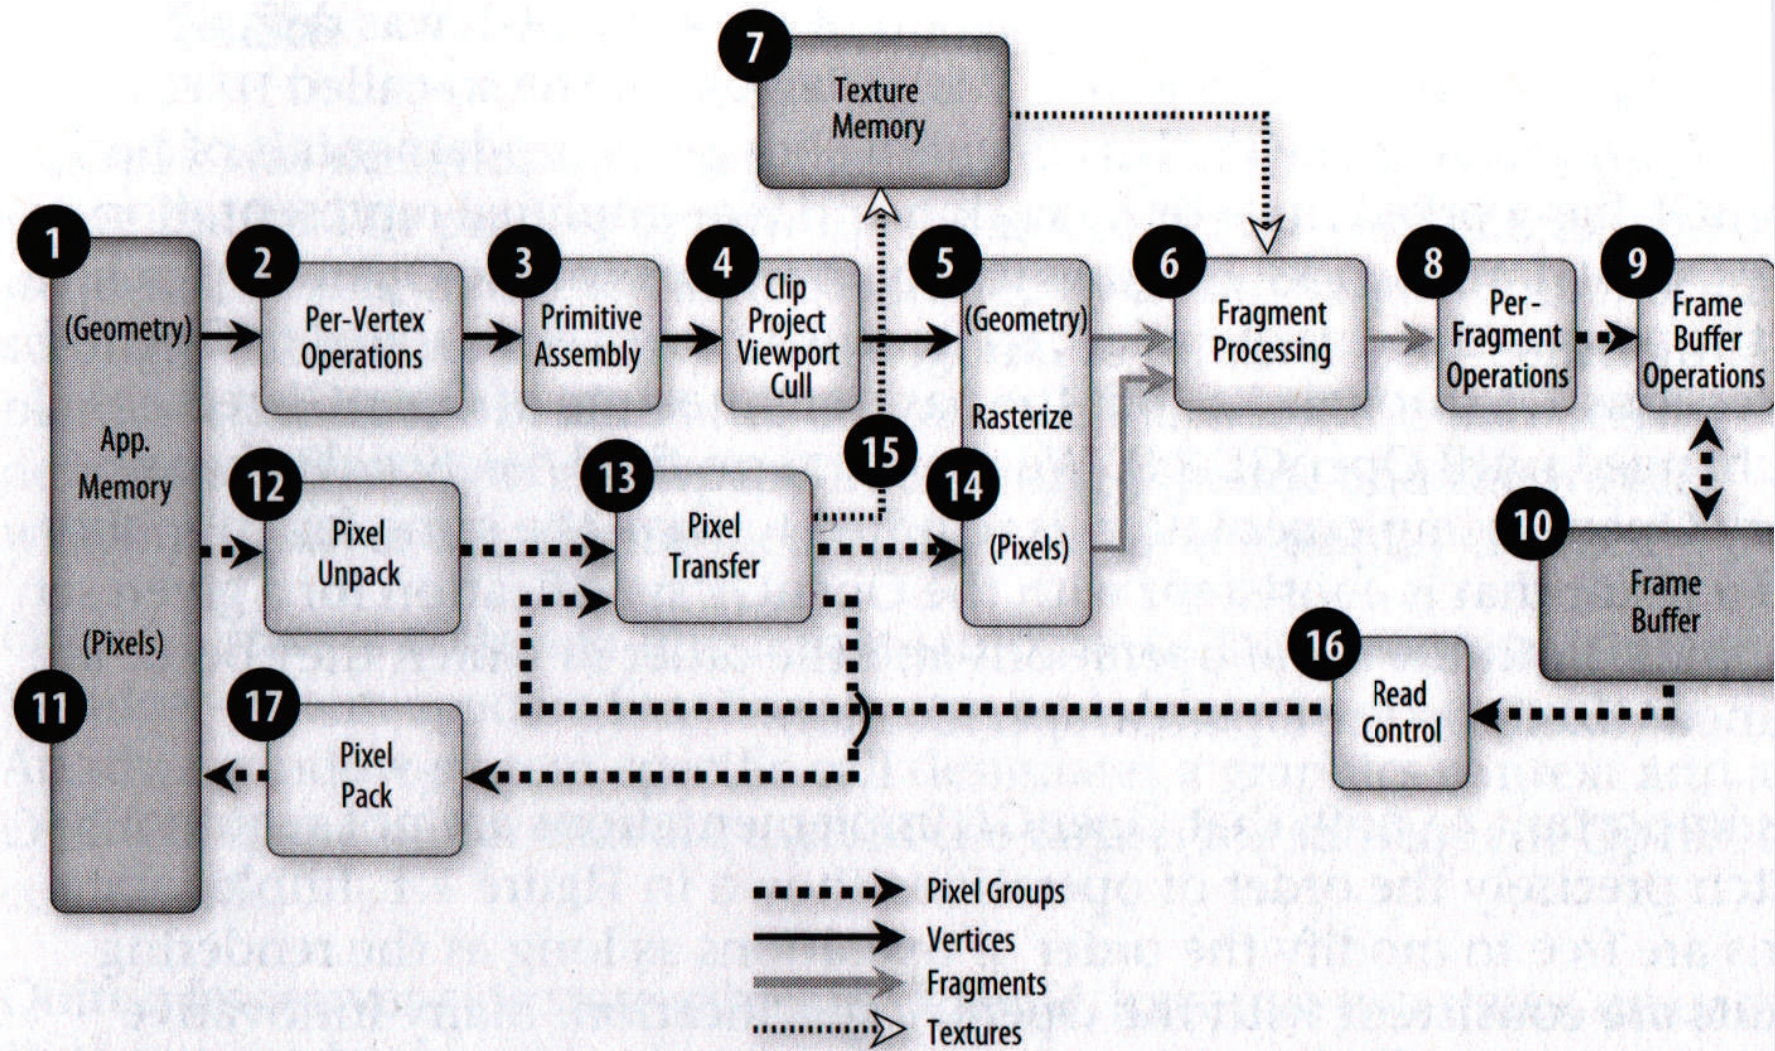 7
Texture
Memory
1
(Geometry)
App.
Memory
(Pixels)
11
2
Per-Vertex
Operations
3
Primitive
Assembly
4
Clip
Project
Viewport
Cull
5
(Geometry)
Rasterize
14
(Pixels)
6
Fragment
Processing
8
Per-
Fragment
Operations
9
Frame
Buffer
Operations
15
12
Pixel
Unpack
13
Pixel
Transfer
10
Frame
Buffer
16
Read
Control
17
Pixel
Pack
Pixel Groups
Vertices
Fragments
Textures